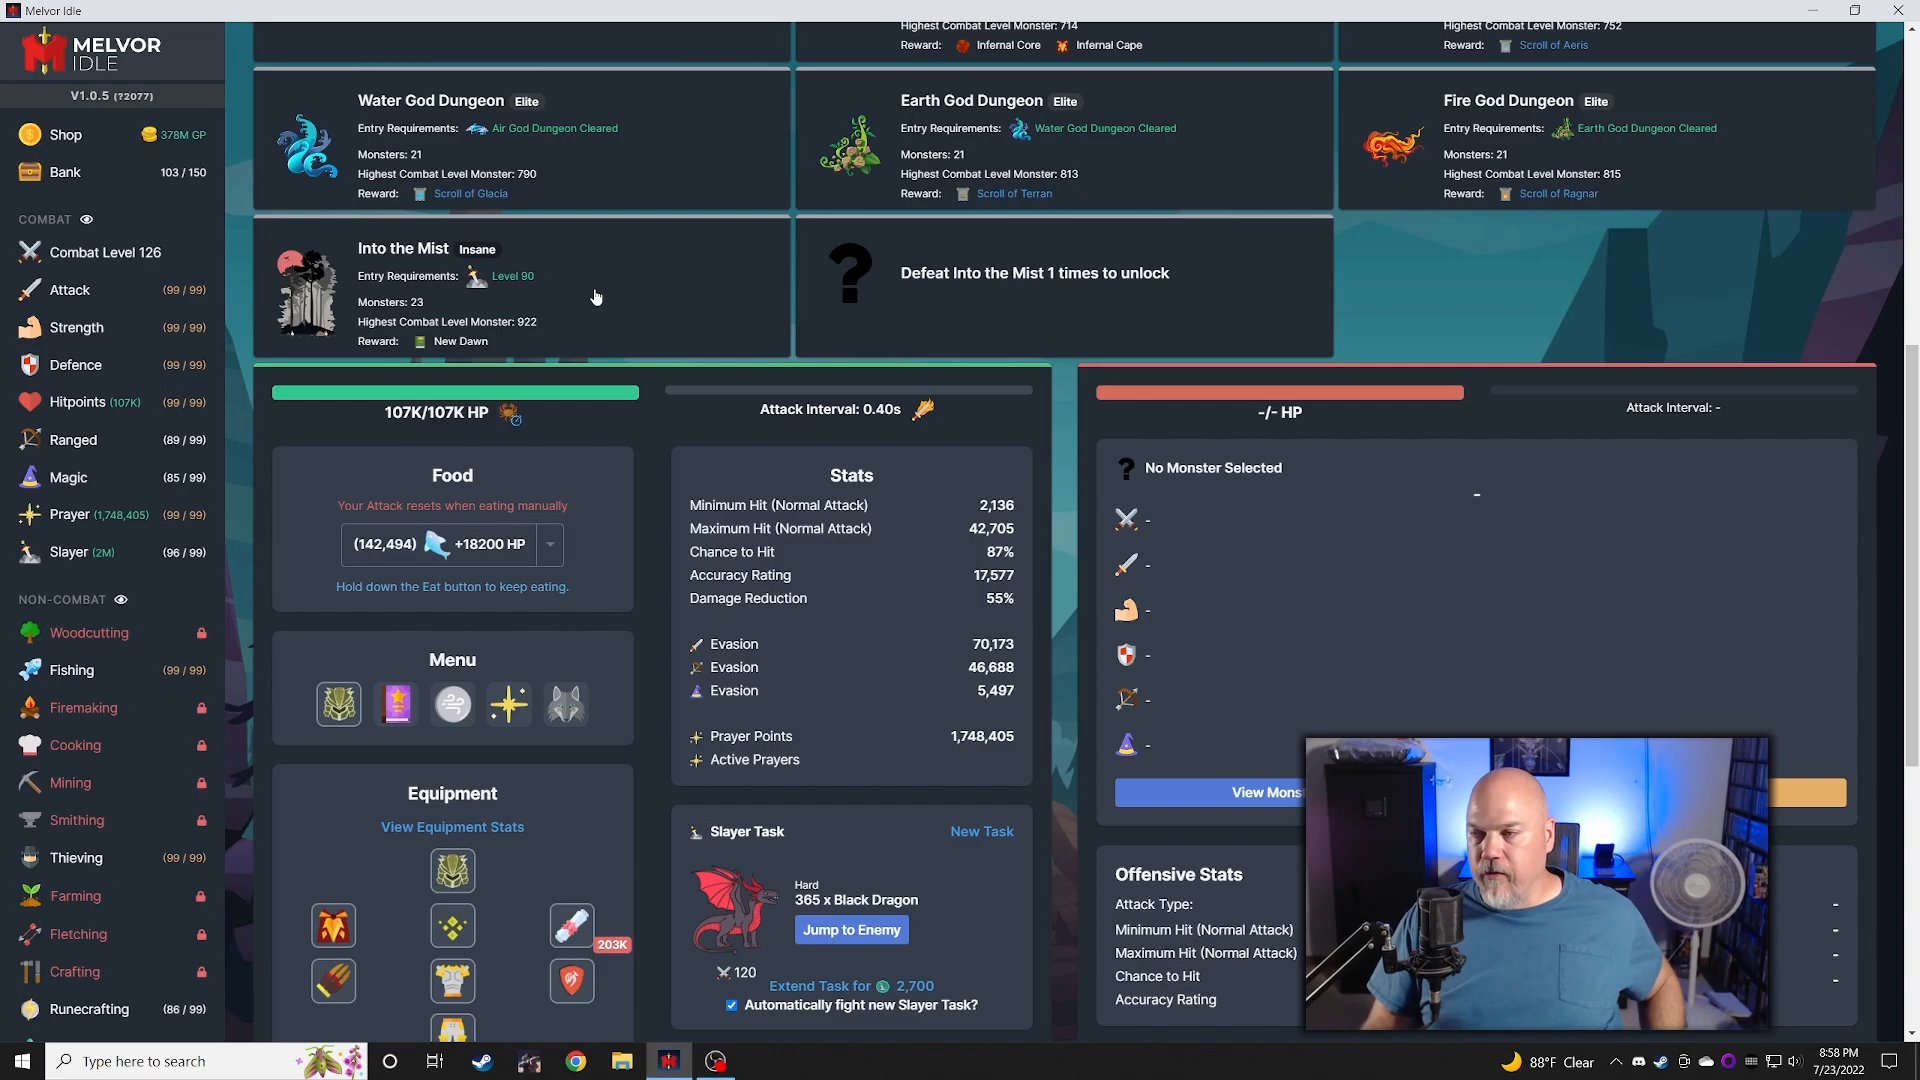 Melvor Idle
MELVOR
IDLE
V1.0.5 (?2077)
Shop 378M GP
Bank 103 / 150
COMBAT
Combat Level 126
Attack (99 / 99)
Strength (99 / 99)
Defence (99 / 99)
Hitpoints (107K) (99 / 99)
Ranged (89 / 99)
Magic (85 / 99)
Prayer (1,748,405) (99 / 99)
Slayer (2M) (96 / 99)
NON-COMBAT
Woodcutting
Fishing (99 / 99)
Firemaking
Cooking
Mining
Smithing
Thieving (99 / 99)
Farming
Fletching
Crafting
Runecrafting (86 / 99)
Highest Combat Level Monster: 714
Reward: Infernal Core Infernal Cape
Highest Combat Level Monster: 752
Reward: Scroll of Aeris
Water God Dungeon Elite
Entry Requirements: Air God Dungeon Cleared
Monsters: 21
Highest Combat Level Monster: 790
Reward: Scroll of Glacia
Earth God Dungeon Elite
Entry Requirements: Water God Dungeon Cleared
Monsters: 21
Highest Combat Level Monster: 813
Reward: Scroll of Terran
Fire God Dungeon Elite
Entry Requirements: Earth God Dungeon Cleared
Monsters: 21
Highest Combat Level Monster: 815
Reward: Scroll of Ragnar
Into the Mist Insane
Entry Requirements: Level 90
Monsters: 23
Highest Combat Level Monster: 922
Reward: New Dawn
?
Defeat Into the Mist 1 times to unlock
107K/107K HP
Attack Interval: 0.40s
Food
Your Attack resets when eating manually
(142,494) +18200 HP
Hold down the Eat button to keep eating.
Menu
Equipment
View Equipment Stats
203K
Stats
Minimum Hit (Normal Attack) 2,136
Maximum Hit (Normal Attack) 42,705
Chance to Hit 87%
Accuracy Rating 17,577
Damage Reduction 55%
Evasion 70,173
Evasion 46,688
Evasion 5,497
Prayer Points 1,748,405
Active Prayers
Slayer Task New Task
Hard
365 x Black Dragon
Jump to Enemy
120
Extend Task for 2,700
Automatically fight new Slayer Task?
-/- HP
Attack Interval: -
? No Monster Selected
-
-
-
-
-
-
-
View Monst
Offensive Stats
Attack Type: -
Minimum Hit (Normal Attack) -
Maximum Hit (Normal Attack) -
Chance to Hit -
Accuracy Rating
Type here to search
88°F Clear
8:58 PM
7/23/2022